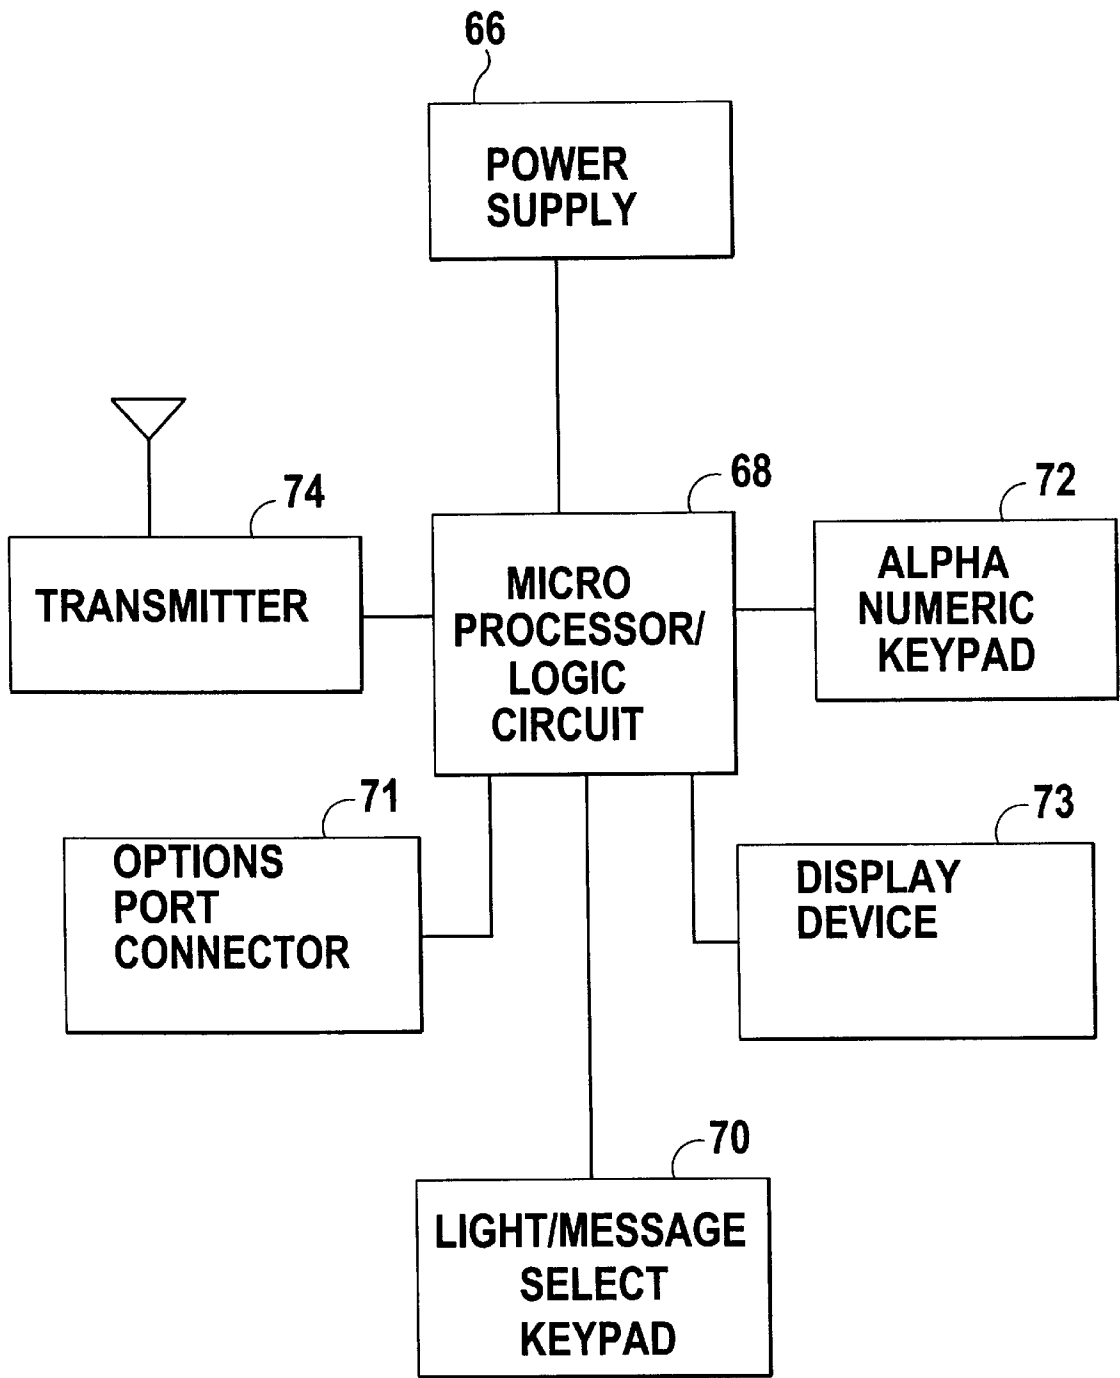 66
POWER
SUPPLY
74
TRANSMITTER
68
MICRO
PROCESSOR/
LOGIC
CIRCUIT
72
ALPHA
NUMERIC
KEYPAD
71
OPTIONS
PORT
CONNECTOR
73
DISPLAY
DEVICE
70
LIGHT/MESSAGE
SELECT
KEYPAD